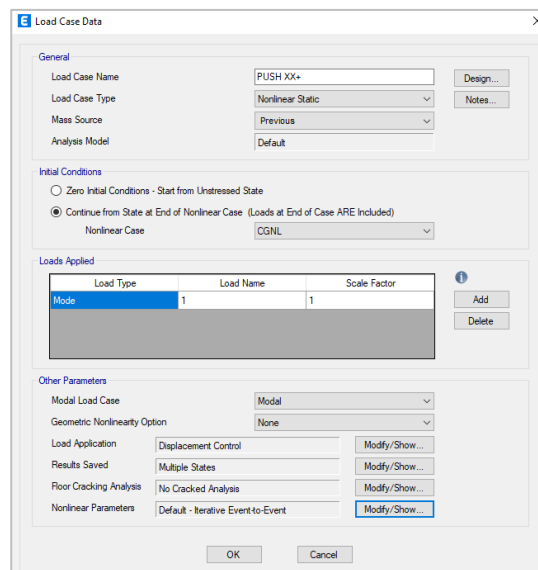 E Load Case Data
General
Load Case Name PUSH XX+ Design...
Load Case Type Nonlinear Static Notes...
Mass Source Previous
Analysis Model Default
Initial Conditions
Zero Initial Conditions - Start from Unstressed State
Continue from State at End of Nonlinear Case (Loads at End of Case ARE Included)
Nonlinear Case CGNL
Loads Applied
Load Type Load Name Scale Factor
Mode 1 1 Add
Delete
Other Parameters
Modal Load Case Modal
Geometric Nonlinearity Option None
Load Application Displacement Control Modify/Show...
Results Saved Multiple States Modify/Show...
Floor Cracking Analysis No Cracked Analysis Modify/Show...
Nonlinear Parameters Default - Iterative Event-to-Event Modify/Show...
OK Cancel